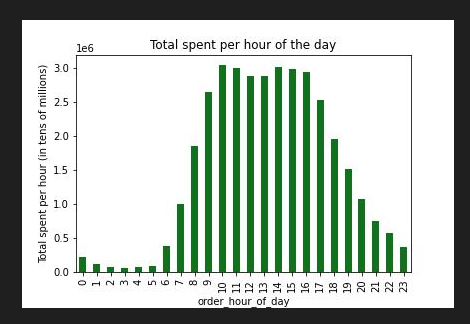 Total spent per hour of the day
1e6
Total spent per hour (in tens of millions)
3.0
2.5
2.0
1.5
1.0
0.5
0.0
0 1 2 3 4 5 6 7 8 9 10 11 12 13 14 15 16 17 18 19 20 21 22 23
order_hour_of_day